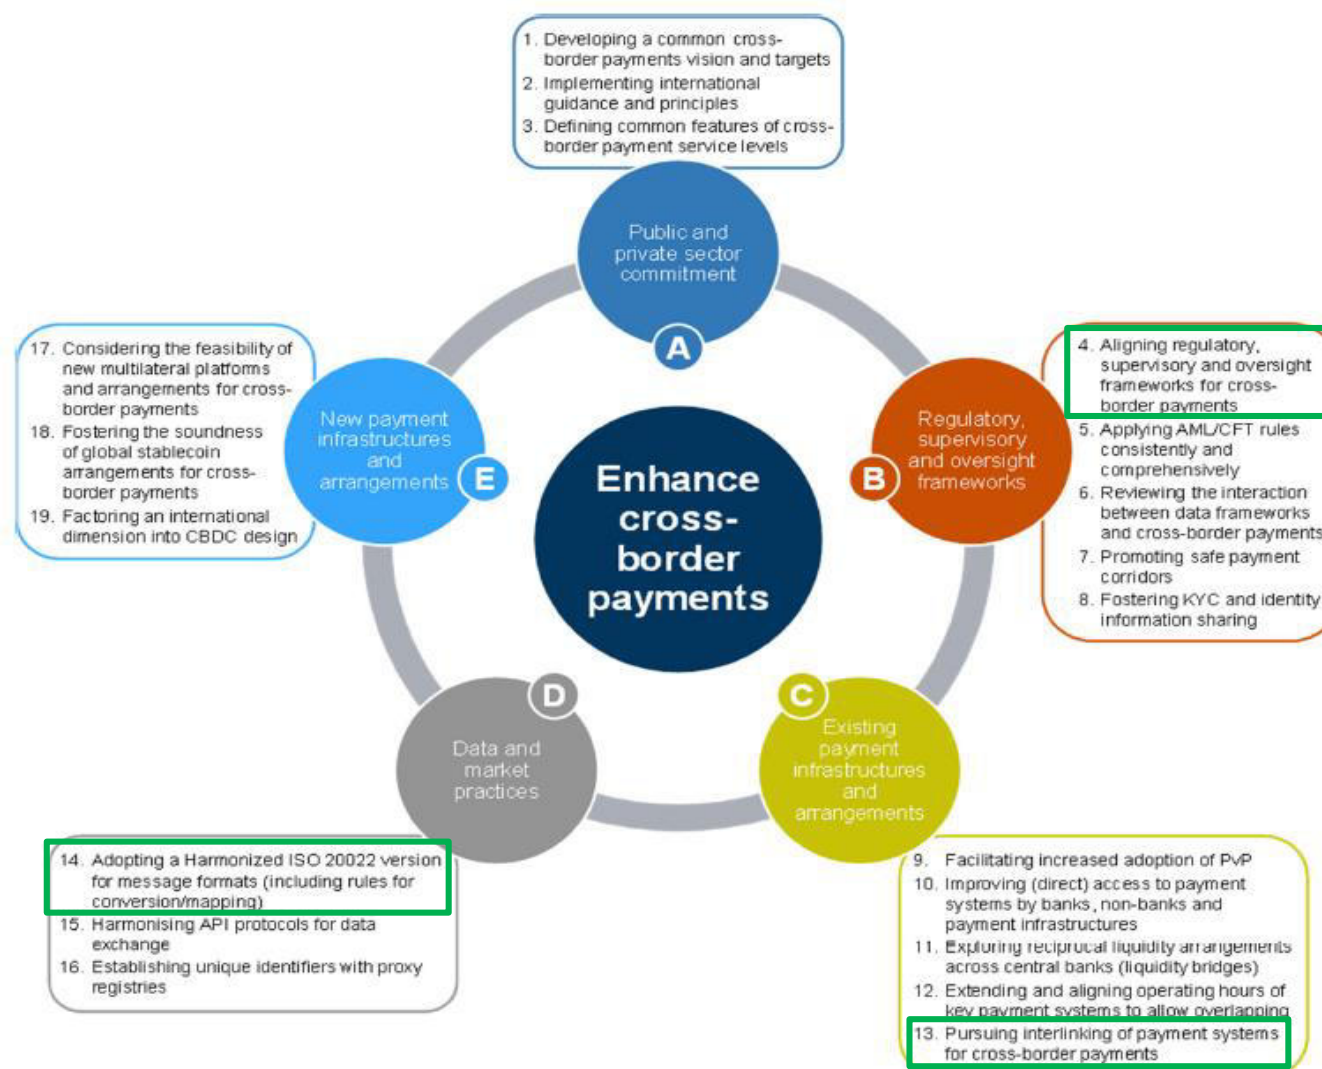 1. Developing a common cross-
border payments vision and targets
2. Implementing international
guidance and principles
3. Defining common features of cross-
border payment service levels
Public and
private sector
commitment
A
17. Considering the feasibility of
new multilateral platforms
and arrangements for cross-
border payments
18. Fostering the soundness
of global stablecoin
arrangements for cross-
border payments
19. Factoring an international
dimension into CBDC design
New payment
infrastructures
and
arrangements
E
Enhance
cross-
border
payments
Regulatory,
supervisory
and oversight
frameworks
B
4. Aligning regulatory,
supervisory and oversight
frameworks for cross-
border payments
5. Applying AML/CFT rules
consistently and
comprehensively
6. Reviewing the interaction
between data frameworks
and cross-border payments
7. Promoting safe payment
corridors
8. Fostering KYC and identity
information sharing
D
Data and
market
practices
C
Existing
payment
infrastructures
and
arrangements
14. Adopting a Harmonized ISO 20022 version
for message formats (including rules for
conversion/mapping)
15. Harmonising API protocols for data
exchange
16. Establishing unique identifiers with proxy
registries
9. Facilitating increased adoption of PvP
10. Improving (direct) access to payment
systems by banks, non-banks and
payment infrastructures
11. Exploring reciprocal liquidity arrangements
across central banks (liquidity bridges)
12. Extending and aligning operating hours of
key payment systems to allow overlapping
13. Pursuing interlinking of payment systems
for cross-border payments